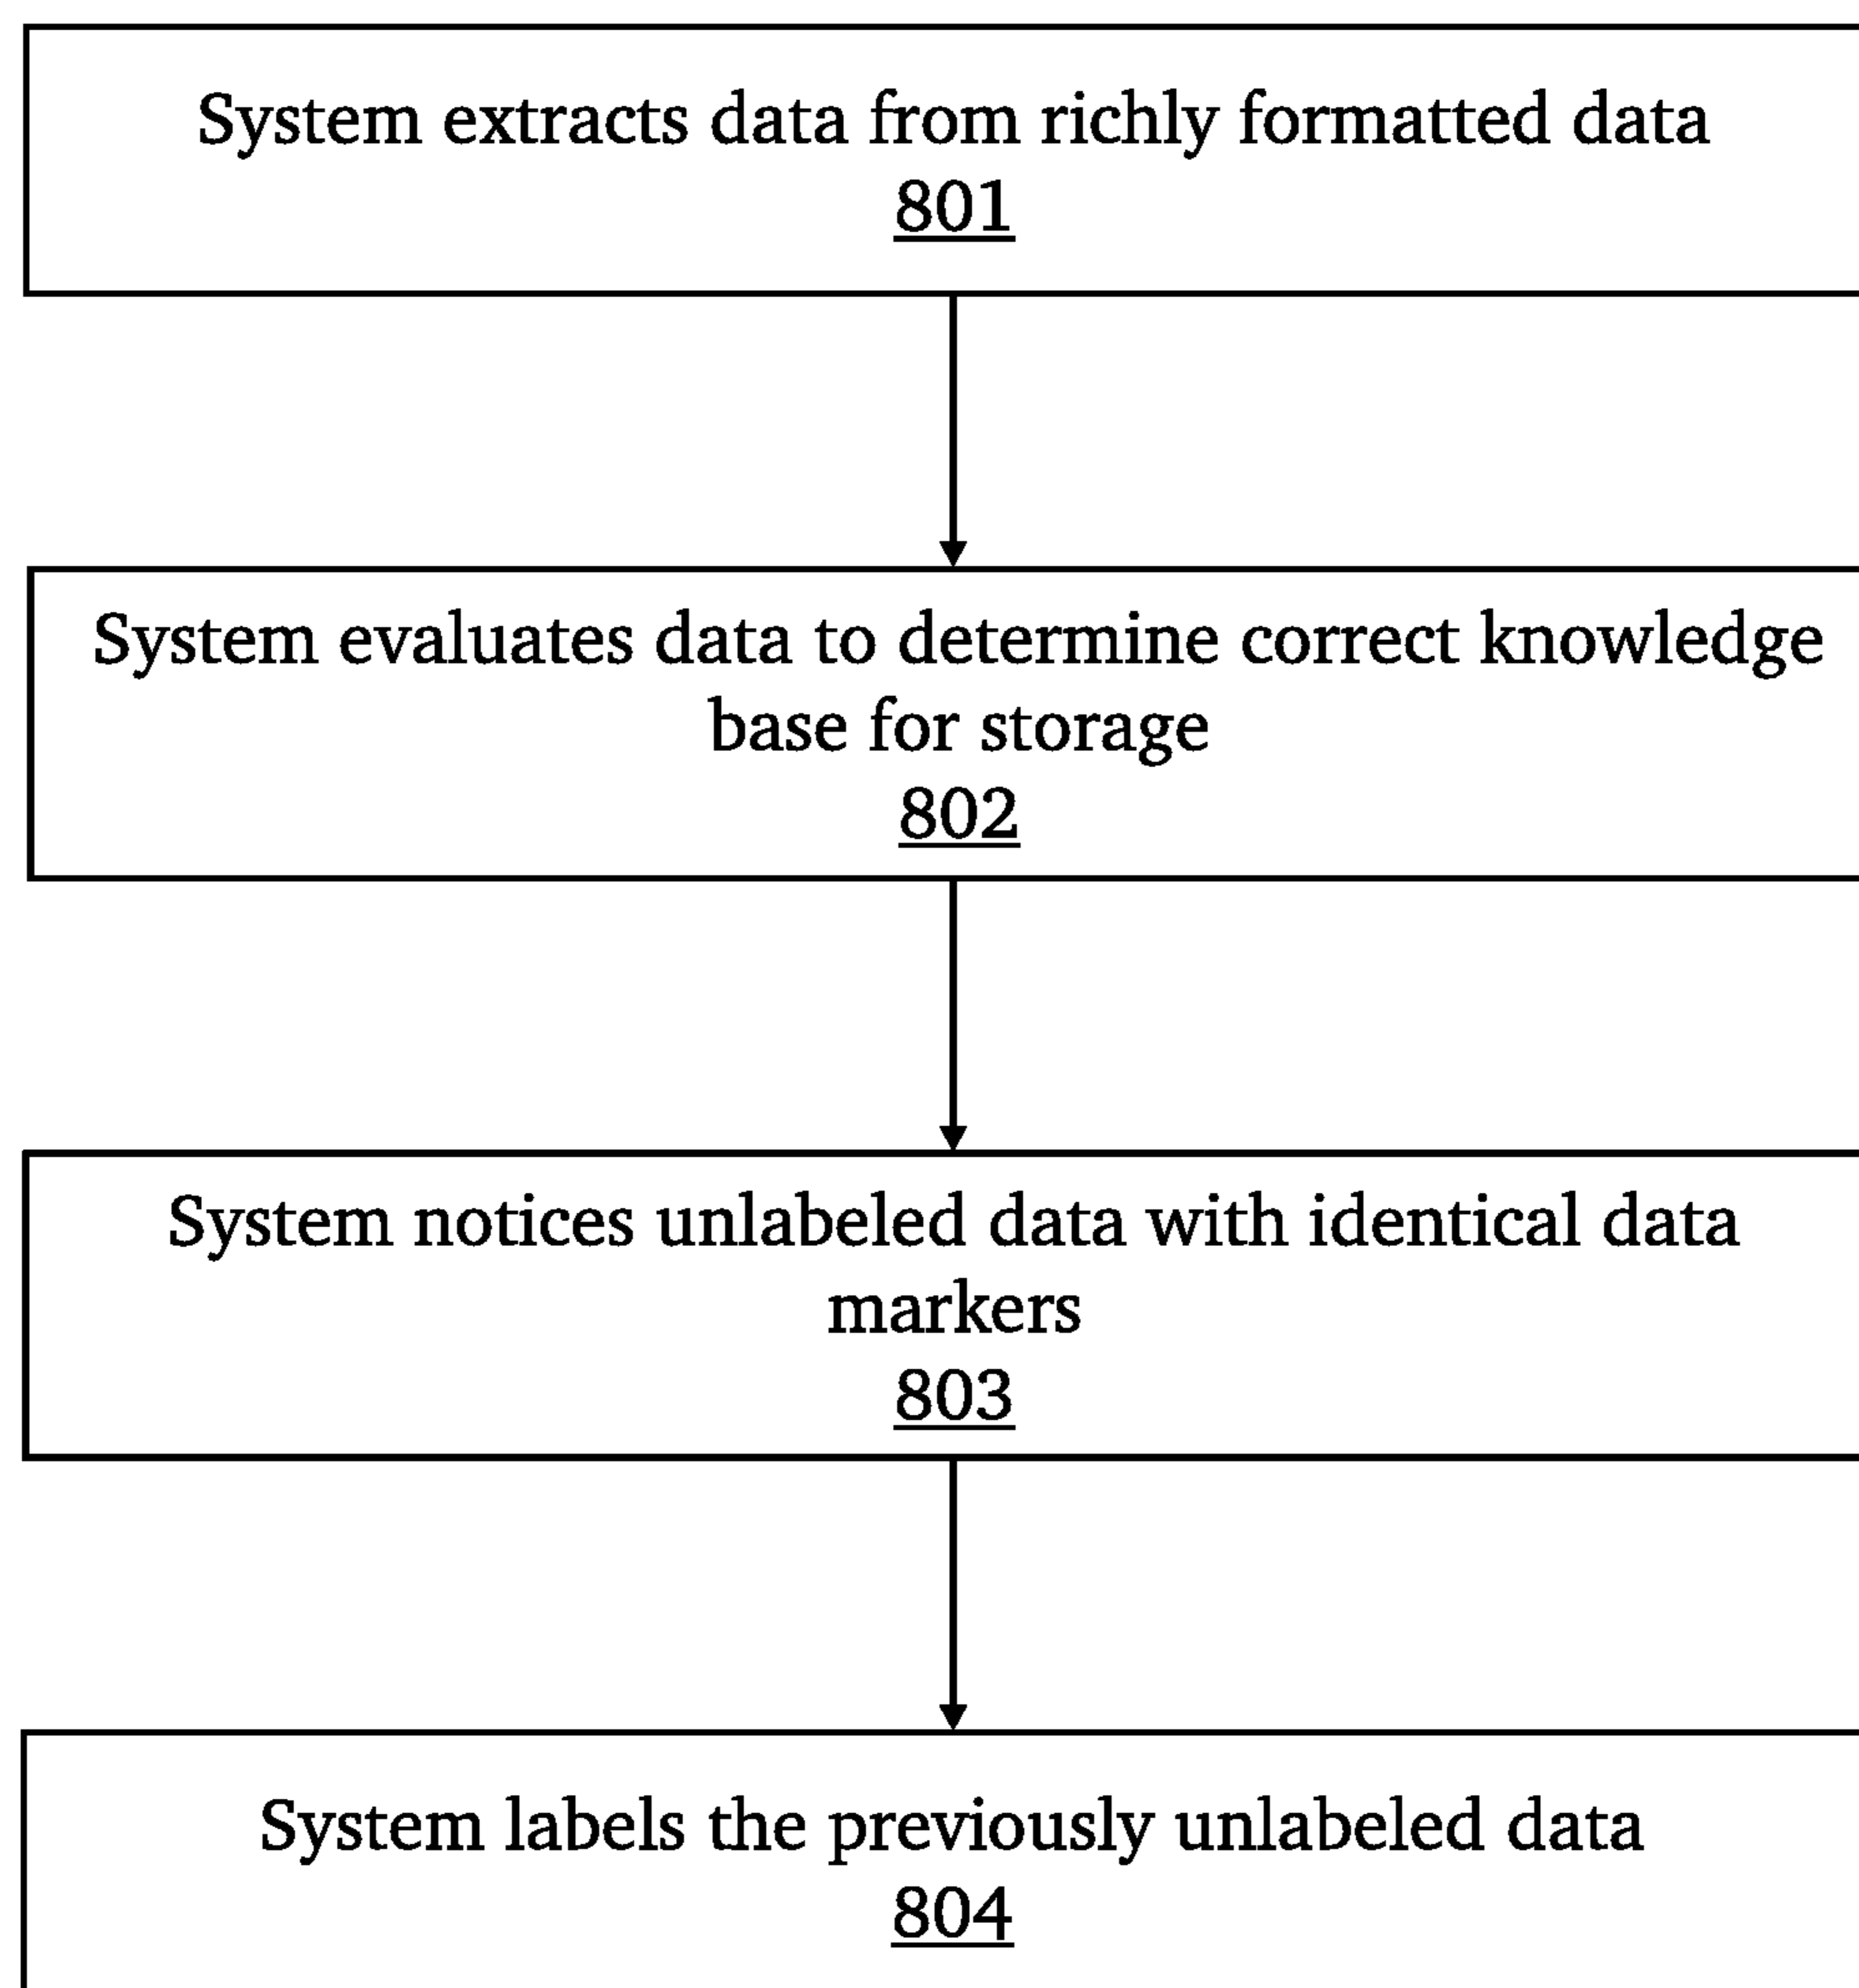 System extracts data from richly formatted data
801
System evaluates data to determine correct knowledge
base for storage
802
System notices unlabeled data with identical data
markers
803
System labels the previously unlabeled data
804